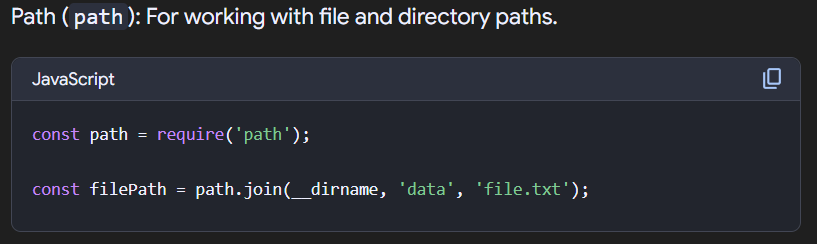 Path (path): For working with file and directory paths.
JavaScript
const path = require('path');
const filePath = path.join(__dirname, 'data', 'file.txt');